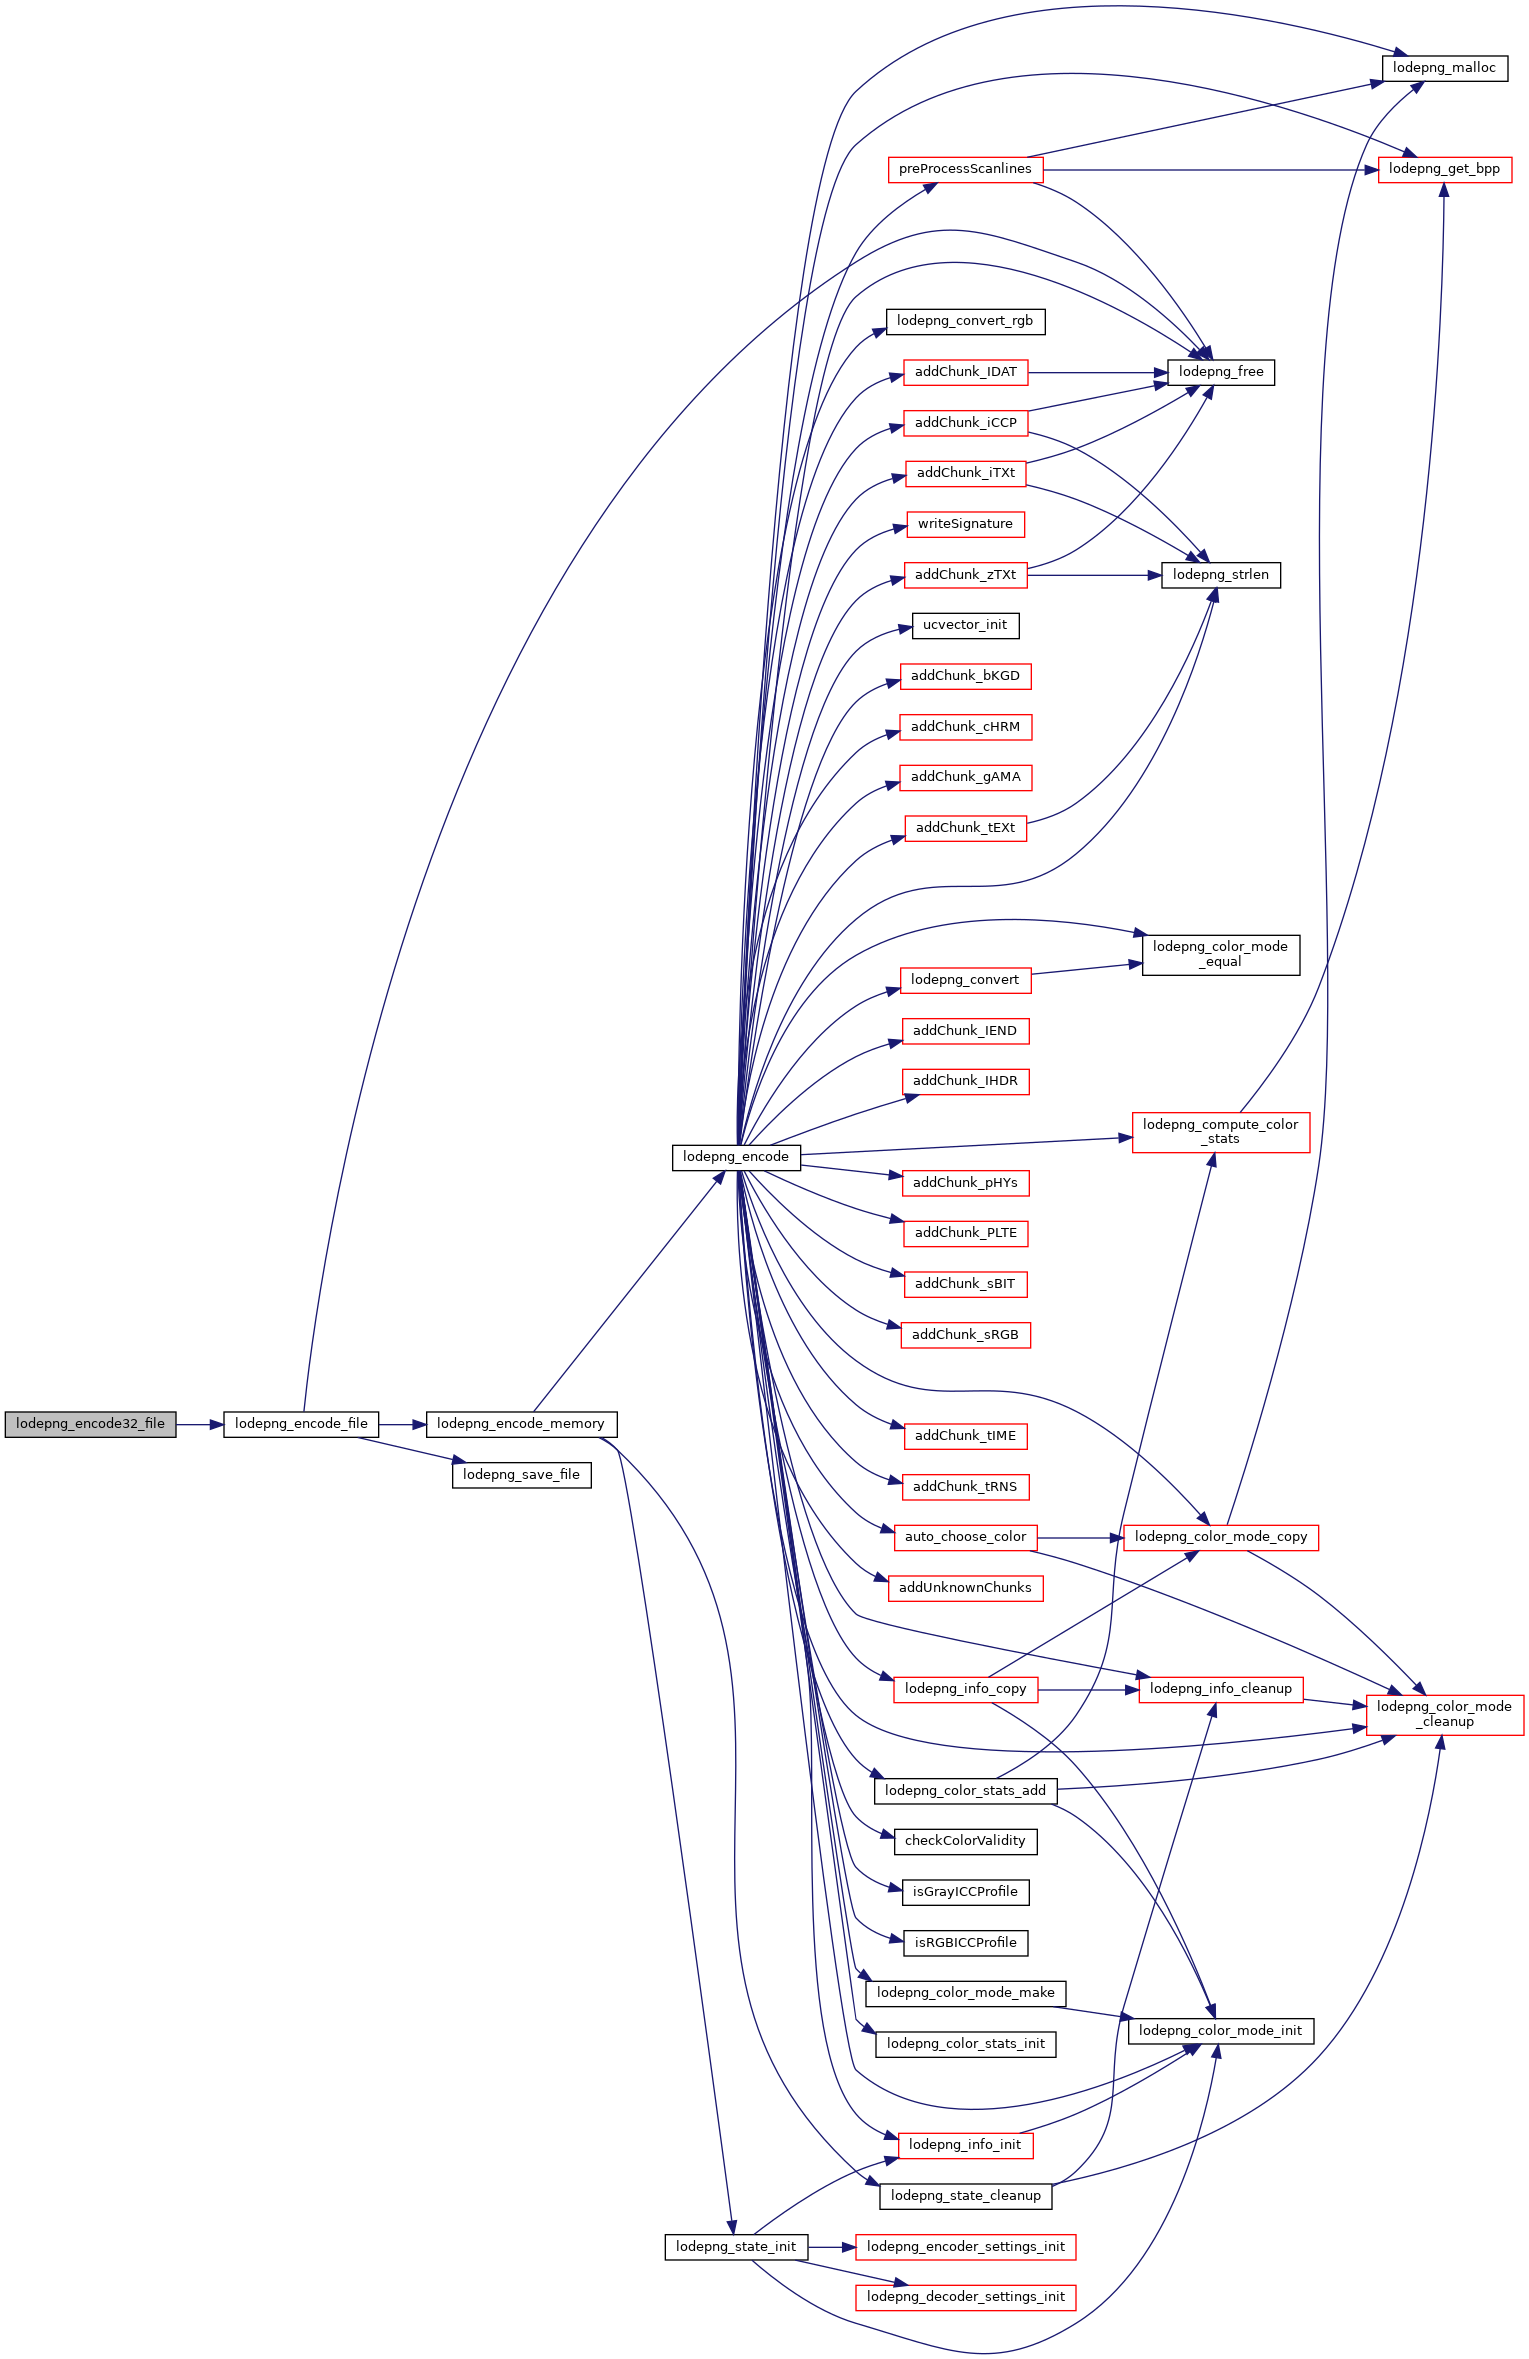 lodepng_malloc
preProcessScanlines
lodepng_get_bpp
lodepng_convert_rgb
addChunk_IDAT
lodepng_free
addChunk_iCCP
addChunk_iTXt
writeSignature
addChunk_zTXt
lodepng_strlen
ucvector_init
addChunk_bKGD
addChunk_cHRM
addChunk_gAMA
addChunk_tEXt
lodepng_color_mode
_equal
lodepng_convert
addChunk_IEND
addChunk_IHDR
lodepng_compute_color
_stats
lodepng_encode
addChunk_pHYs
addChunk_PLTE
addChunk_sBIT
addChunk_sRGB
lodepng_encode32_file
lodepng_encode_file
lodepng_encode_memory
addChunk_tIME
lodepng_save_file
addChunk_tRNS
auto_choose_color
lodepng_color_mode_copy
addUnknownChunks
lodepng_info_copy
lodepng_info_cleanup
lodepng_color_mode
_cleanup
lodepng_color_stats_add
checkColorValidity
isGrayICCProfile
isRGBICCProfile
lodepng_color_mode_make
lodepng_color_mode_init
lodepng_color_stats_init
lodepng_info_init
lodepng_state_cleanup
lodepng_state_init
lodepng_encoder_settings_init
lodepng_decoder_settings_init